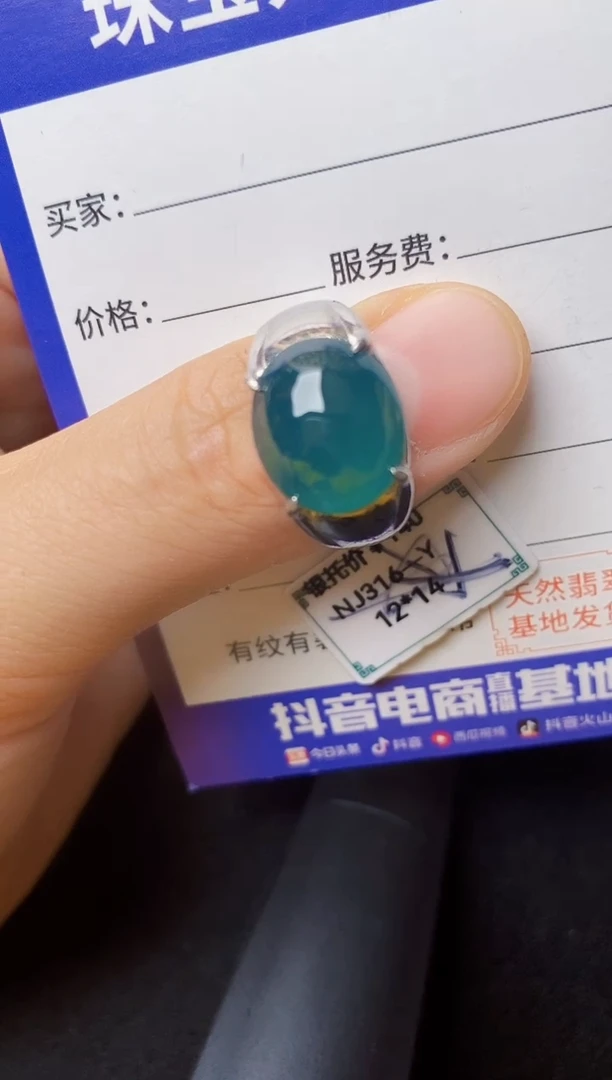 买家：
服务费：
价格：
银托价
NJ316-Y
12*14
天然翡翠
基地发
有纹有
抖音电商直播基地
今日头条 抖音 西瓜视频 抖音火山